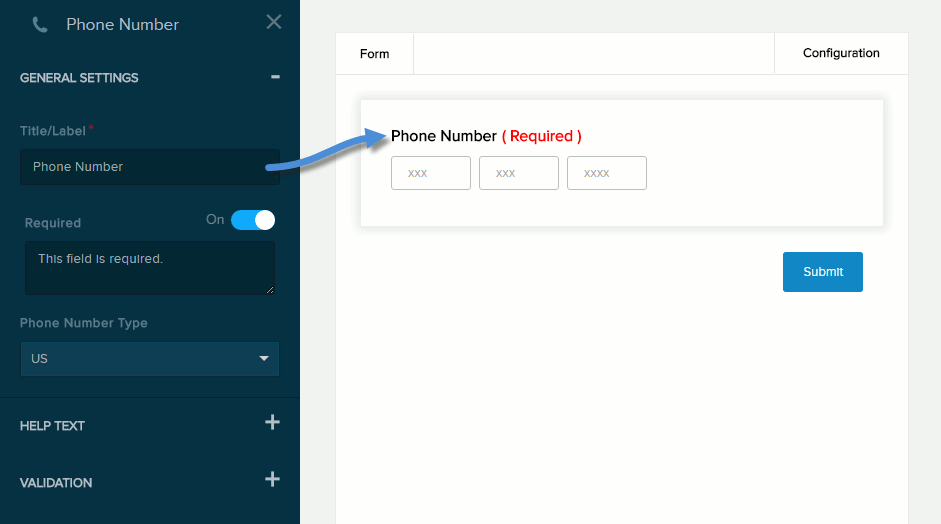 Phone Number
GENERAL SETTINGS
Title/Label*
Phone Number
Required On
This field is required.
Phone Number Type
US
HELP TEXT
VALIDATION
Form
Configuration
Phone Number ( Required )
xxx xxx xxxx
Submit